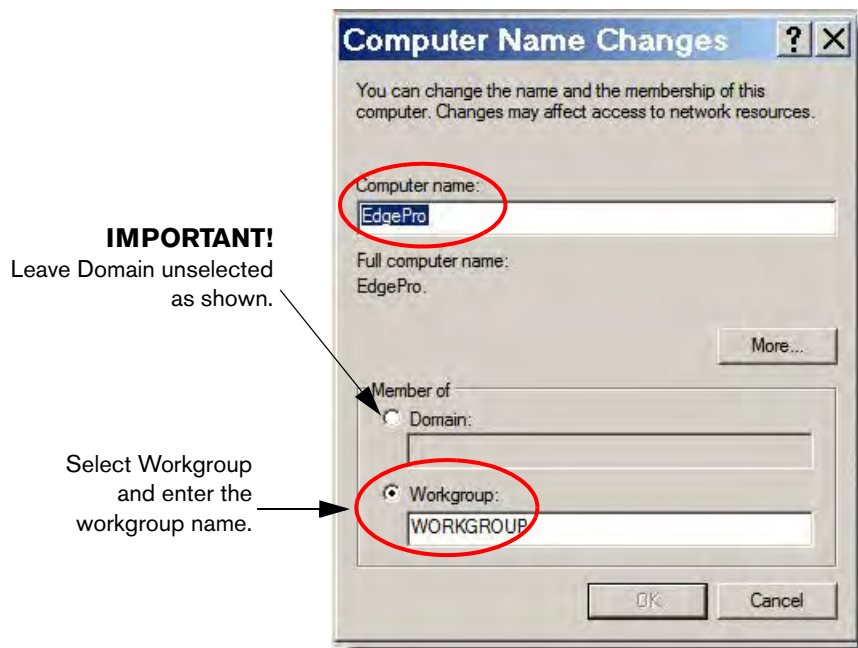 Computer Name Changes
You can change the name and the membership of this
computer. Changes may affect access to network resources.
Computer name:
EdgePro
IMPORTANT!
Leave Domain unselected
as shown.
Full computer name:
EdgePro.
More...
Member of
Domain:
Select Workgroup
and enter the
workgroup name.
Workgroup:
WORKGROUP
OK
Cancel